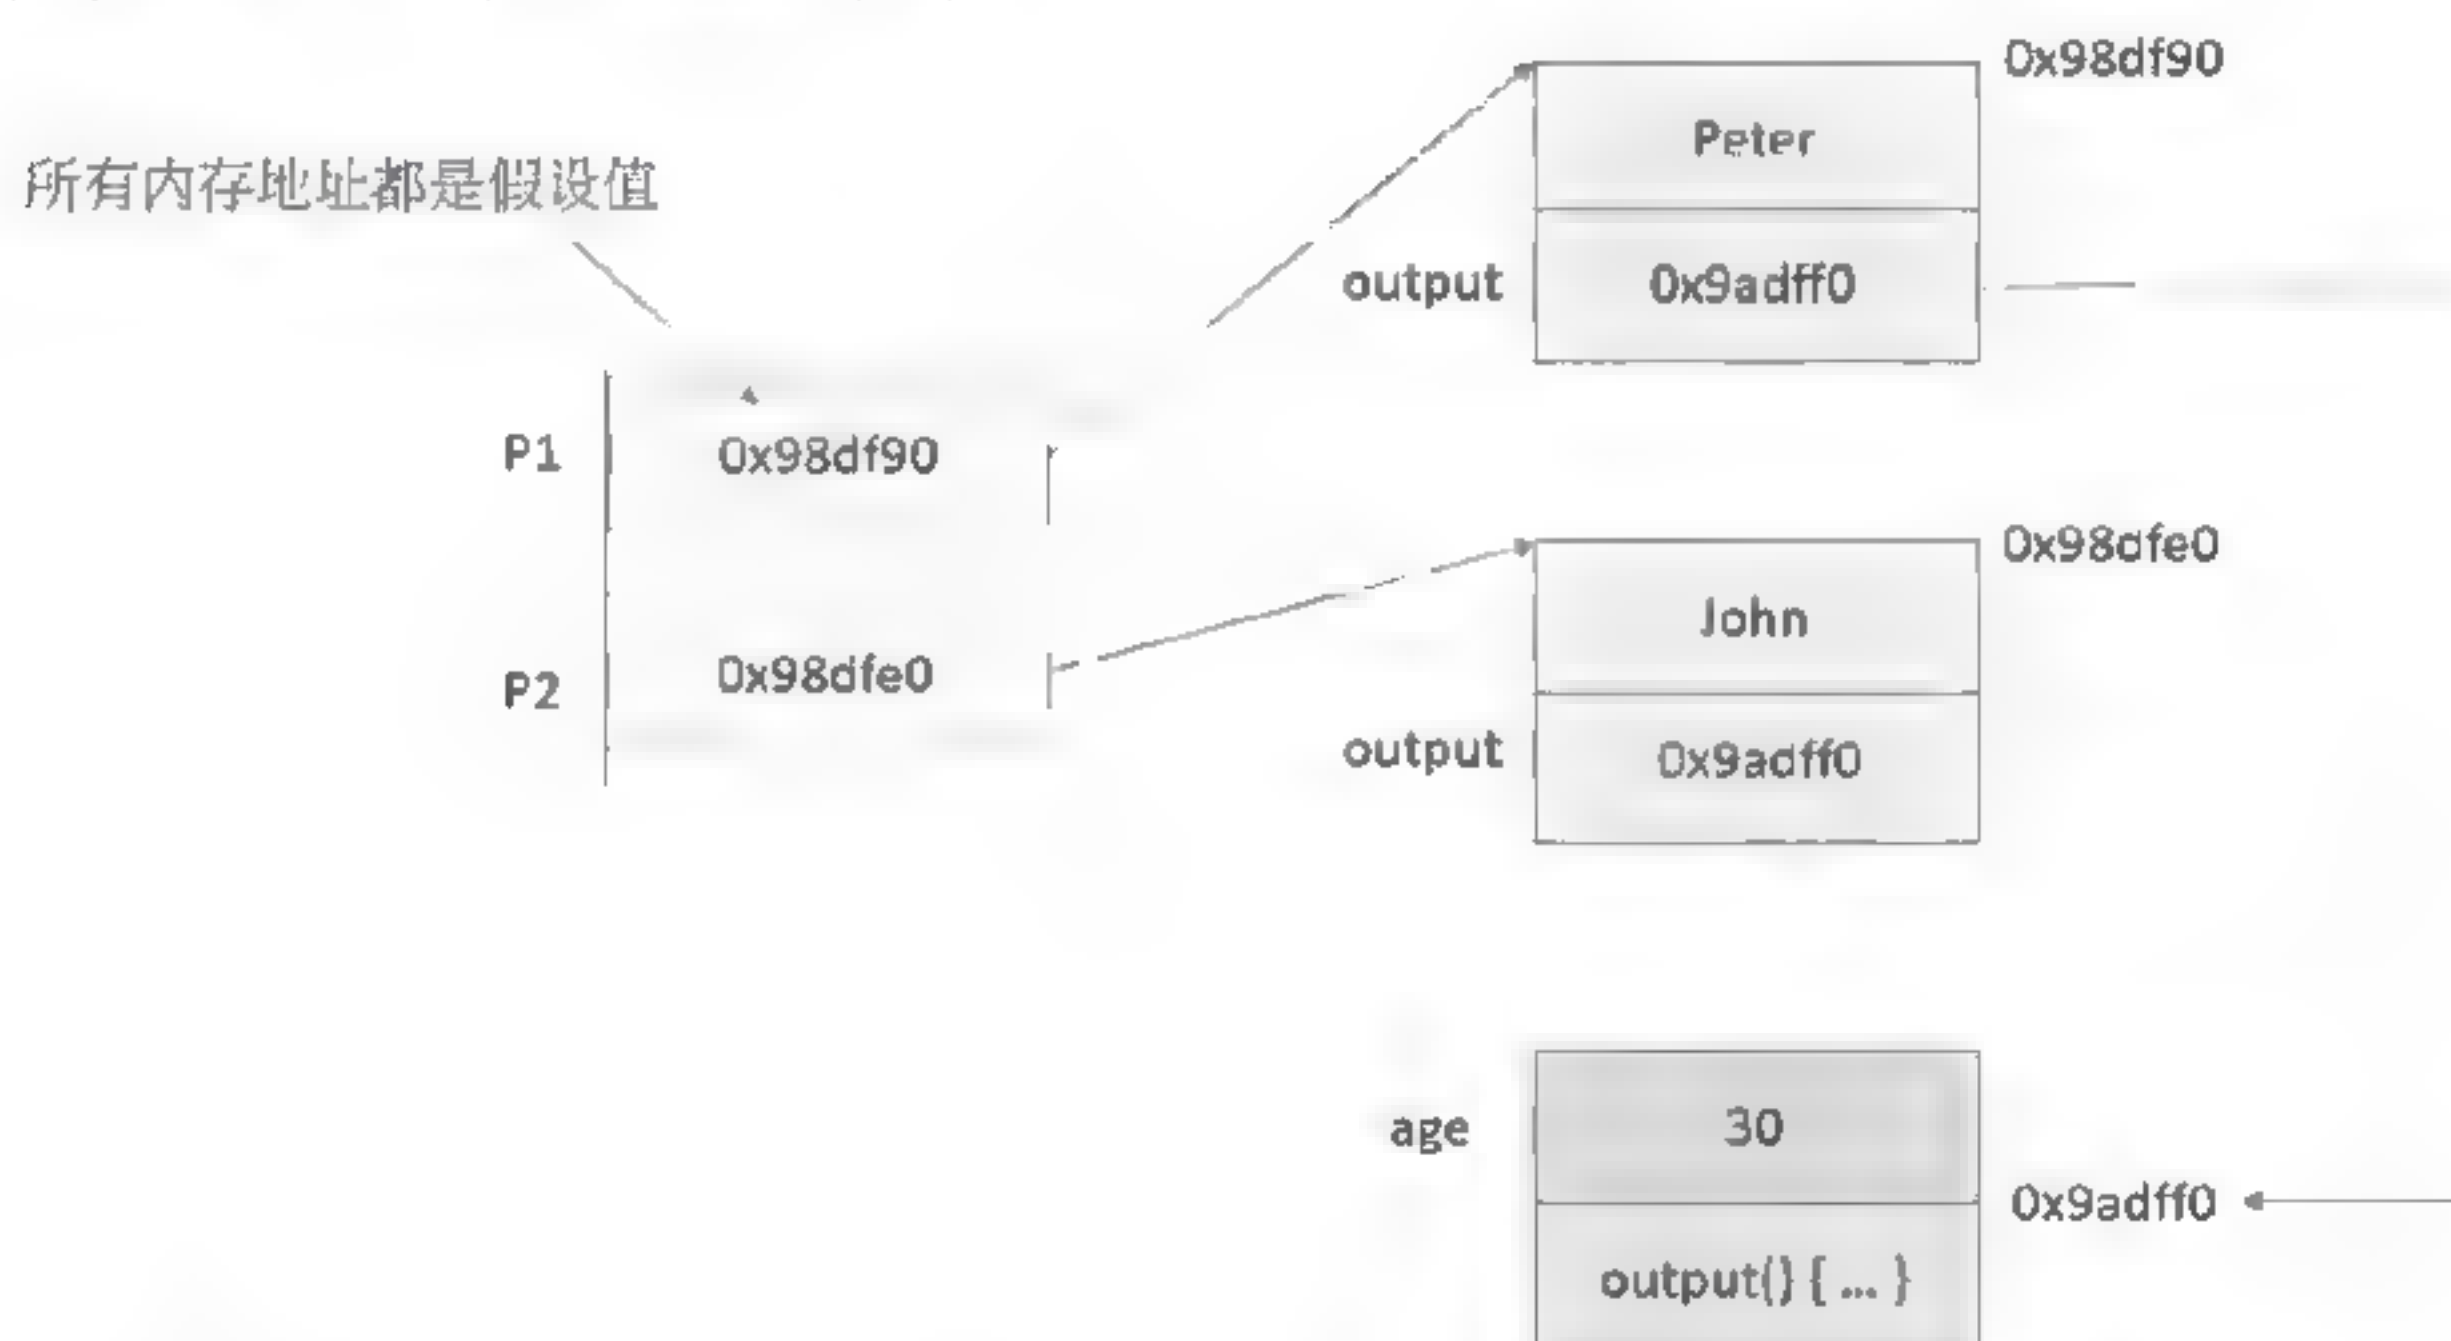 0x98df90
Peter
所有内存地址都是假设值
output 0x9adff0
P1 0x98df90
0x98dfe0
John
P2 0x98dfe0
output 0x9adff0
age 30
0x9adff0
output() { ... }